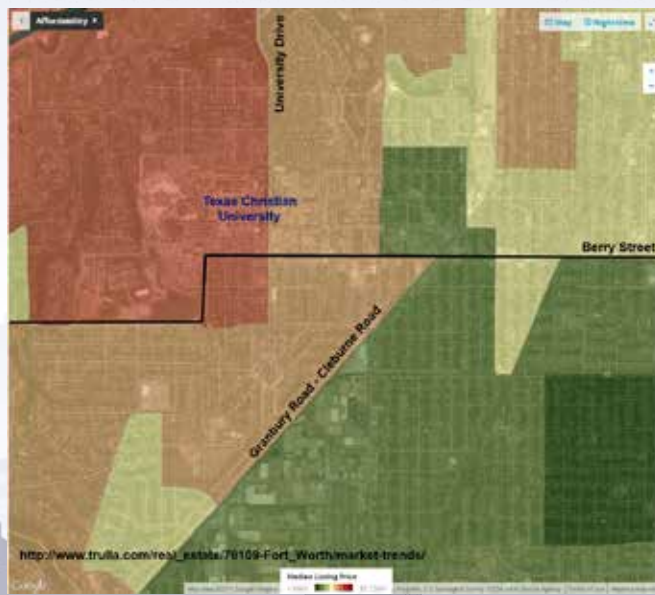 Affordability ×
Map
University Drive
Texas Christian
University
Berry Street
Granbury Road - Cleburne Road
http://www.trulia.com/real_estate/76109-Fort_Worth/market-trends/
Median Listing Price
Google